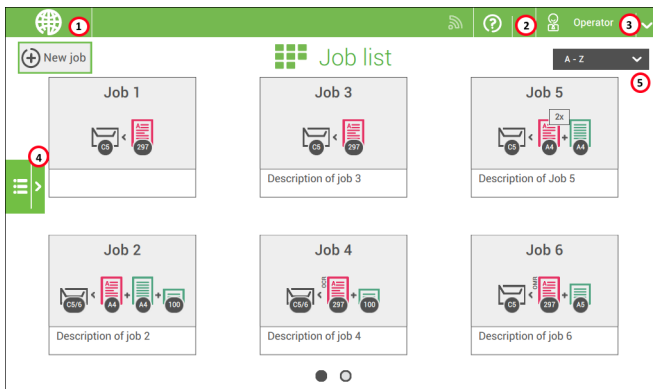 1
2
Operator
3
New job
Job list
A - Z
5
Job 1
C5
297
Job 3
C5
297
Description of job 3
Job 5
2x
C5
A4
+
A4
Description of Job 5
4
Job 2
C5/6
A4
+
A4
+
100
Description of job 2
Job 4
OCR
C5/6
297
+
100
Description of job 4
Job 6
OMR
C5
297
+
A5
Description of job 6